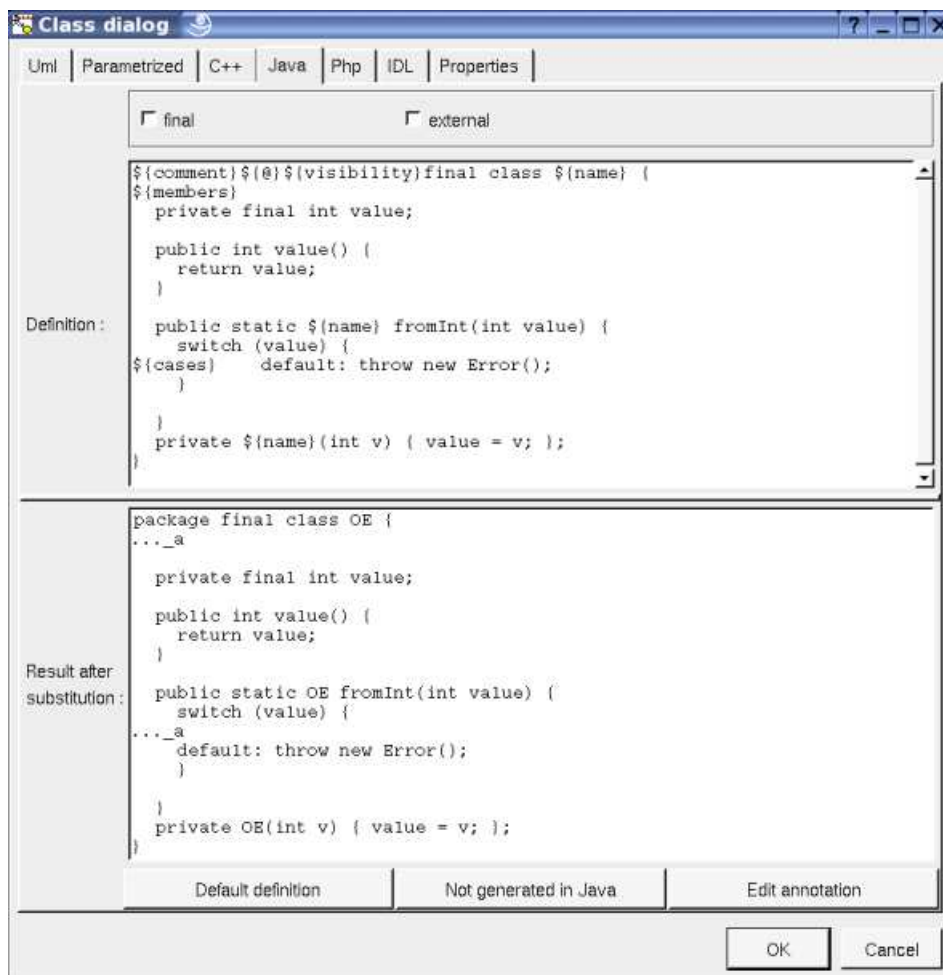 Class dialog
?
Uml Parametrized C++ Java Php IDL Properties
final external
Definition :
${comment}${@}${visibility}final class ${name} {
${members}
  private final int value;
  public int value() {
    return value;
  }
  public static ${name} fromInt(int value) {
    switch (value) {
${cases}    default: throw new Error();
    }
  }
  private ${name}(int v) { value = v; };
}
Result after
substitution :
package final class OE {
..._a
  private final int value;
  public int value() {
    return value;
  }
  public static OE fromInt(int value) {
    switch (value) {
..._a
    default: throw new Error();
    }
  }
  private OE(int v) { value = v; };
}
Default definition Not generated in Java Edit annotation
OK Cancel